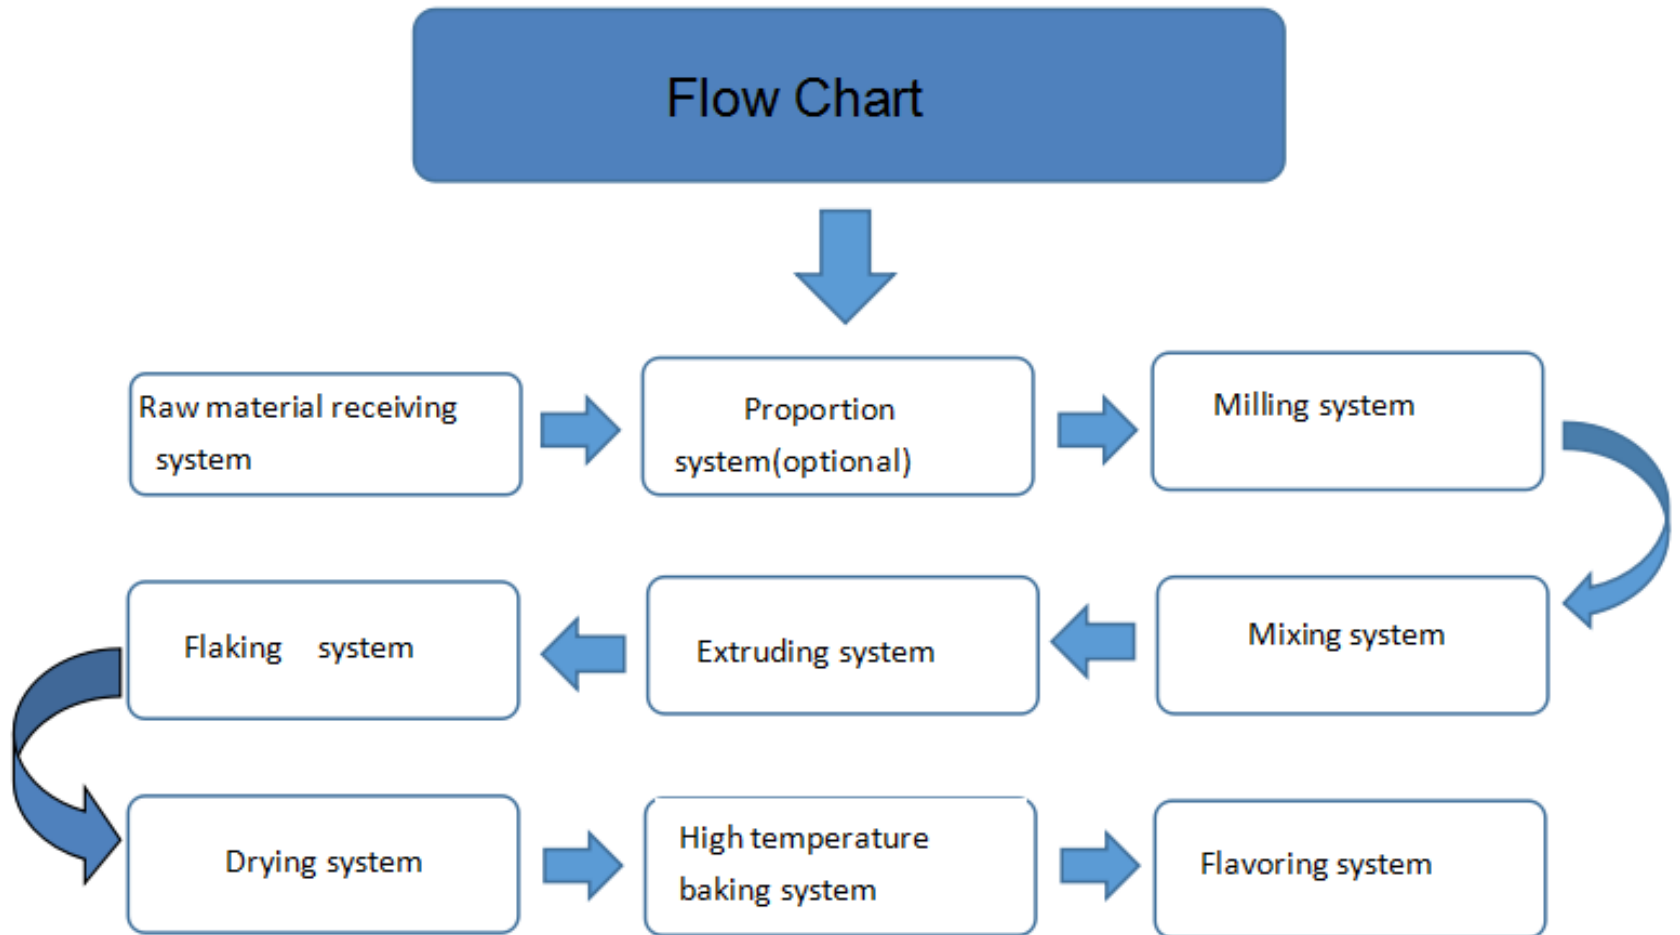 Flow Chart
Raw material receiving
system
Proportion
system(optional)
Milling system
Mixing system
Extruding system
Flaking system
Drying system
High temperature
baking system
Flavoring system